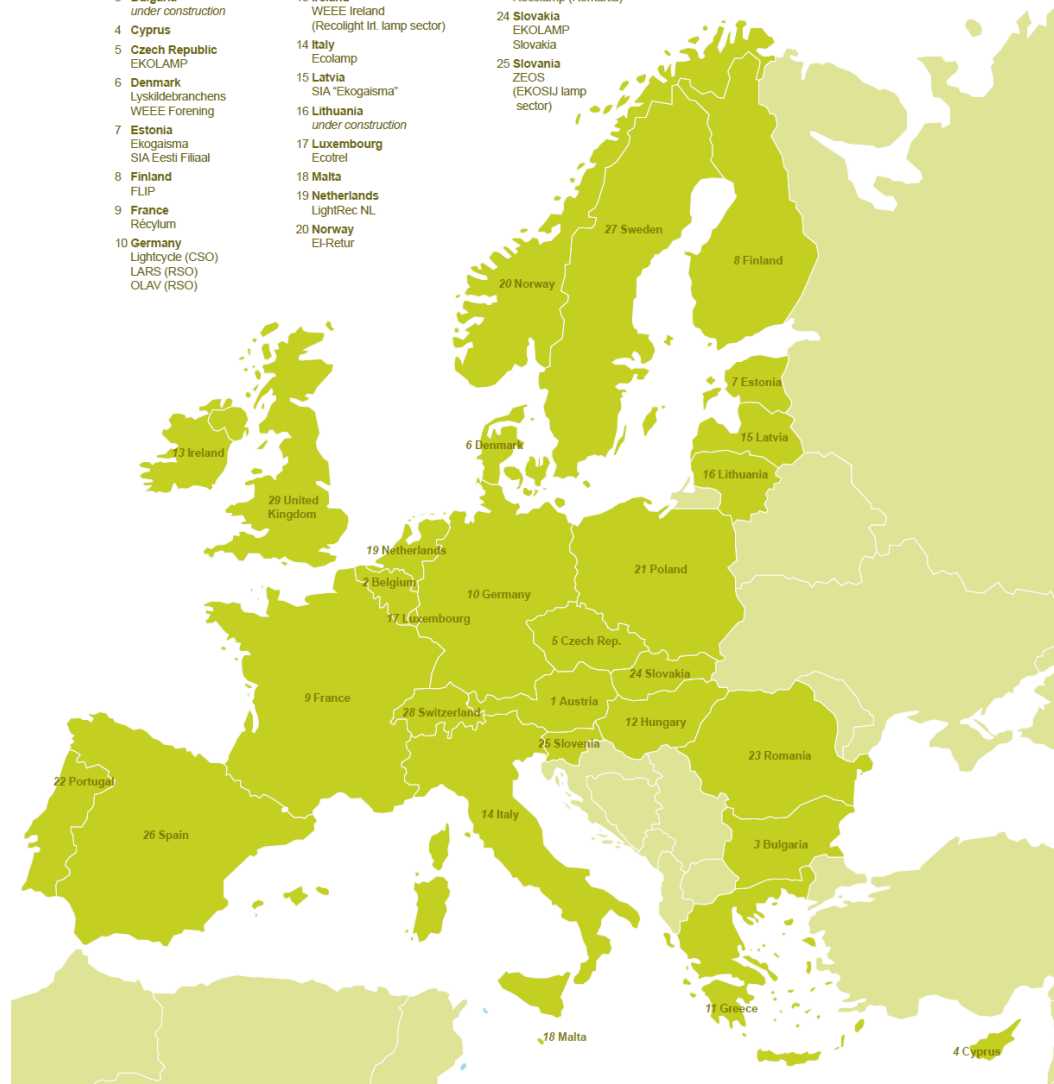 under construction
4 Cyprus
5 Czech Republic
EKOLAMP
6 Denmark
Lyskildebranchens
WEEE Forening
7 Estonia
Ekogaisma
SIA Eesti Filiaal
8 Finland
FLIP
9 France
Récylum
10 Germany
Lightcycle (CSO)
LARS (RSO)
OLAV (RSO)
WEEE Ireland
(Recolight Irl. lamp sector)
14 Italy
Ecolamp
15 Latvia
SIA "Ekogaisma"
16 Lithuania
under construction
17 Luxembourg
Ecotrel
18 Malta
19 Netherlands
LightRec NL
20 Norway
El-Retur
24 Slovakia
EKOLAMP
Slovakia
25 Slovania
ZEOS
(EKOSIJ lamp
sector)
27 Sweden
8 Finland
20 Norway
7 Estonia
15 Latvia
6 Denmark
13 Ireland
16 Lithuania
29 United
Kingdom
19 Netherlands
2 Belgium
21 Poland
10 Germany
17 Luxembourg
5 Czech Rep.
24 Slovakia
9 France
1 Austria
28 Switzerland
12 Hungary
25 Slovenia
23 Romania
22 Portugal
14 Italy
26 Spain
3 Bulgaria
11 Greece
18 Malta
4 Cyprus